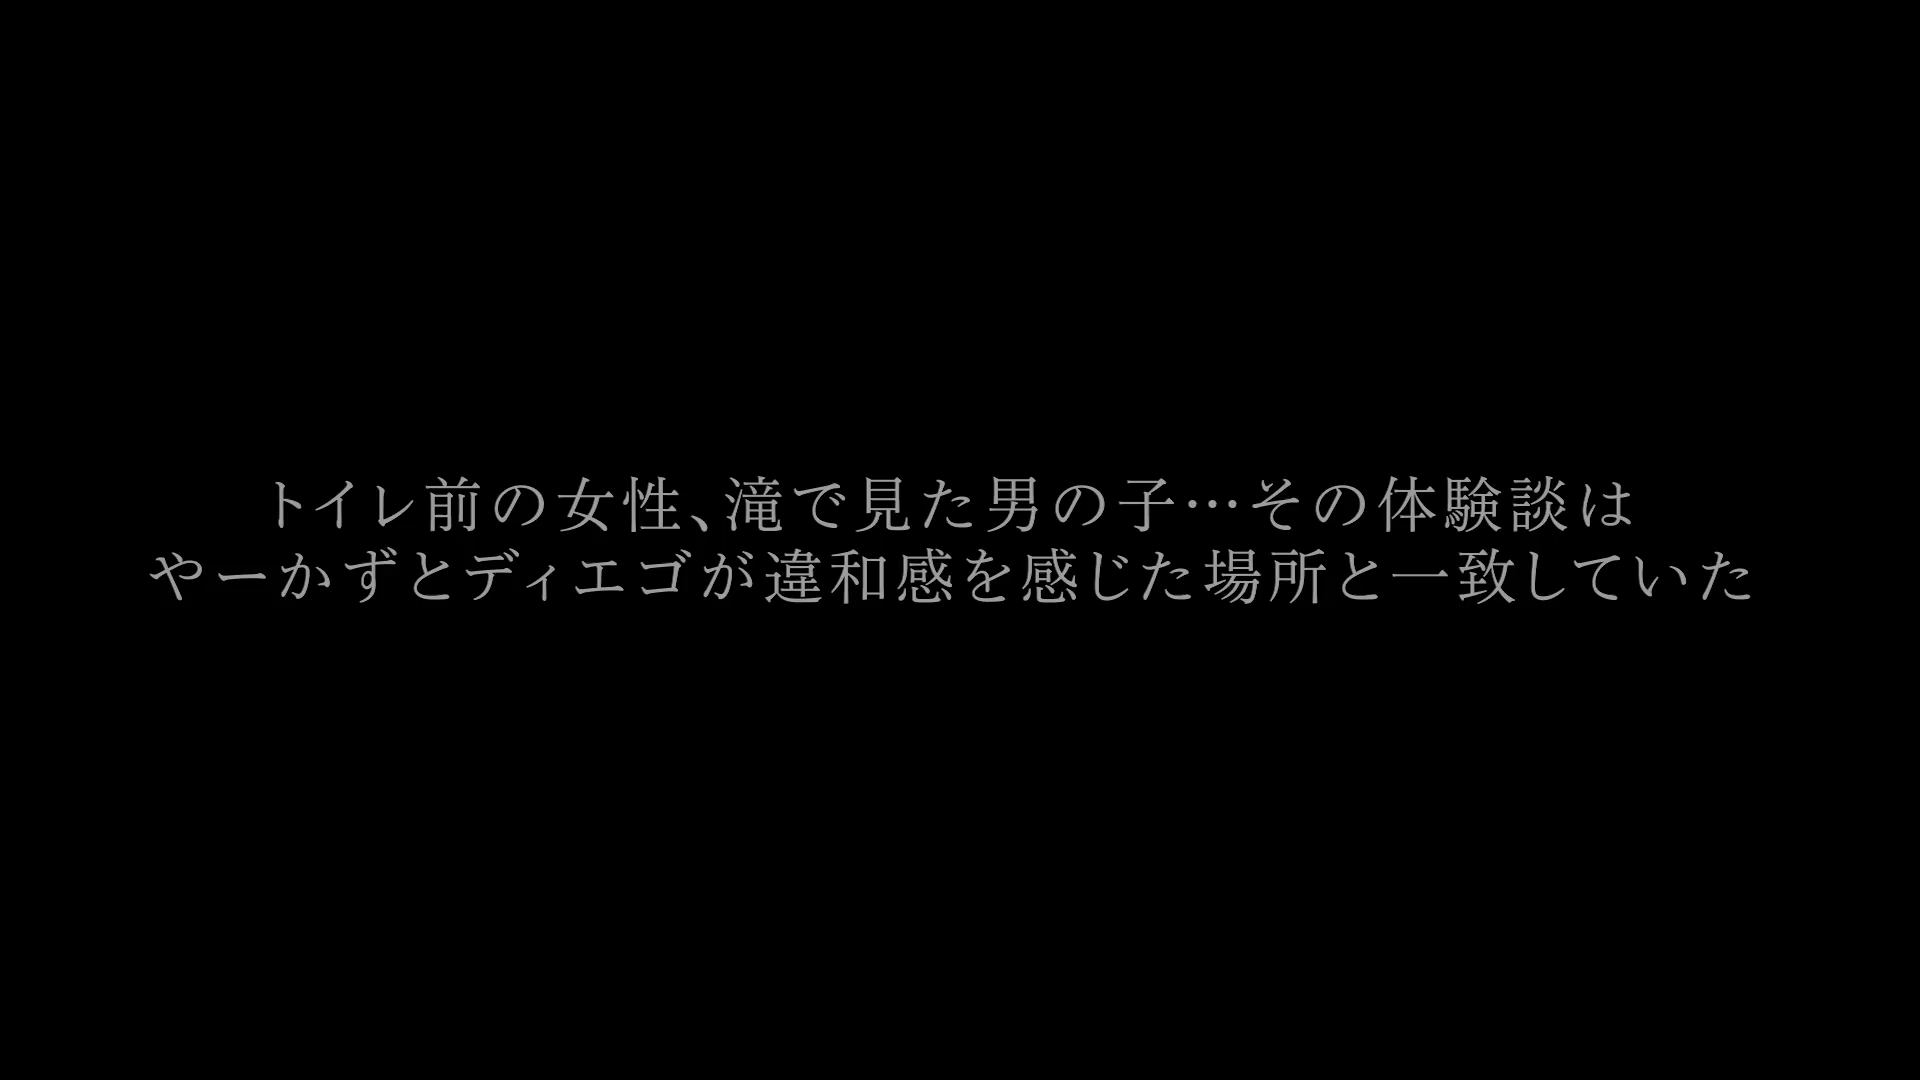 トイレ前の女性、滝で見た男の子…その体験談は
やーかずとディエゴが違和感を感じた場所と一致していた